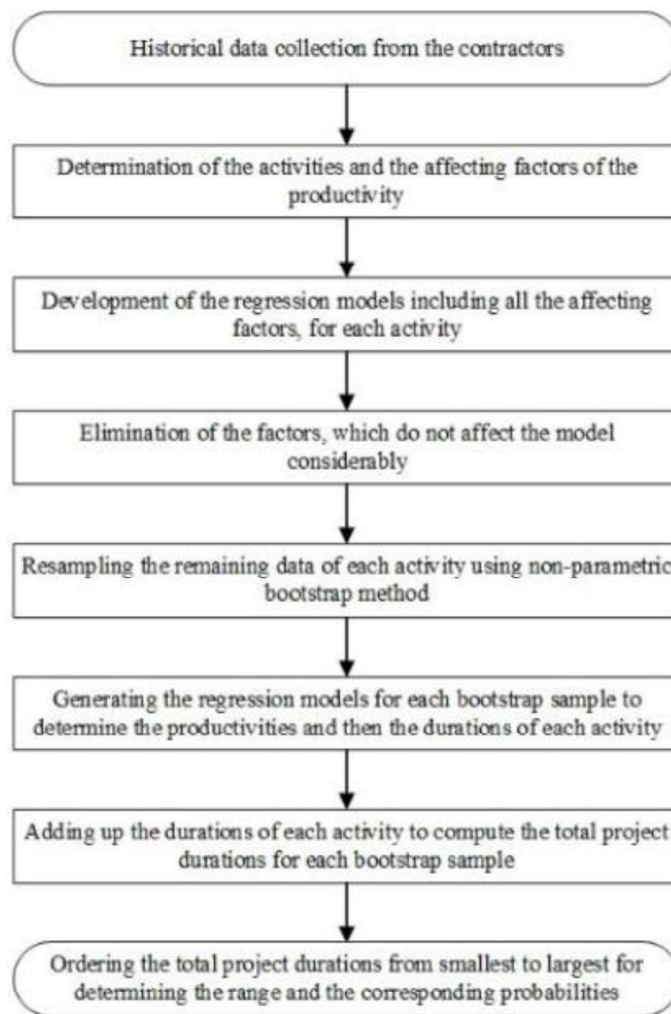 Historical data collection from the contractors
Determination of the activities and the affecting factors of the
productivity
Development of the regression models including all the affecting
factors, for each activity
Elimination of the factors, which do not affect the model
considerably
Resampling the remaining data of each activity using non-parametric
bootstrap method
Generating the regression models for each bootstrap sample to
determine the productivities and then the durations of each activity
Adding up the durations of each activity to compute the total project
durations for each bootstrap sample
Ordering the total project durations from smallest to largest for
determining the range and the corresponding probabilities